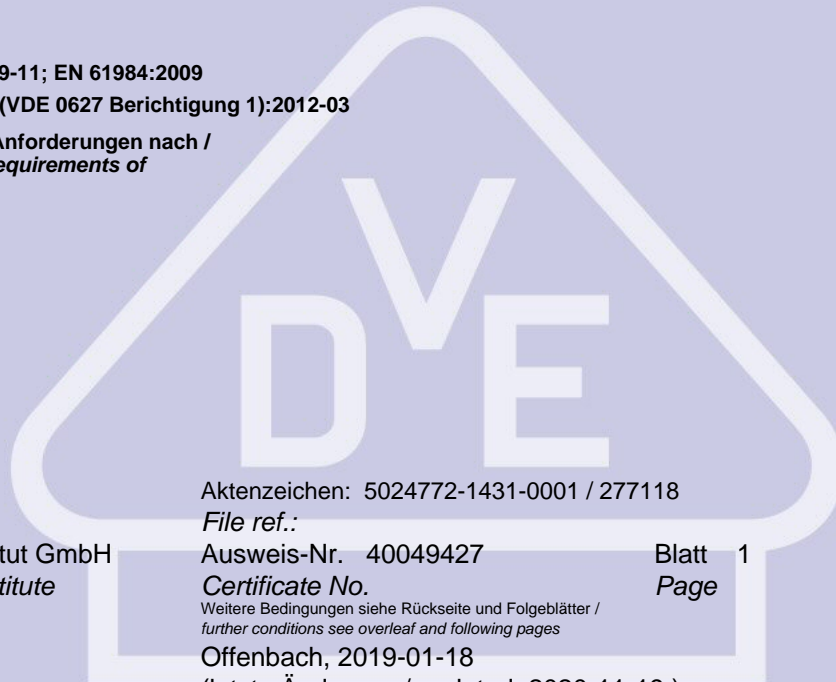 9-11; EN 61984:2009
(VDE 0627 Berichtigung 1):2012-03
Anforderungen nach /
equirements of
VDE
Aktenzeichen: 5024772-1431-0001 / 277118
File ref.:
tut GmbH Ausweis-Nr. 40049427 Blatt 1
titute Certificate No. Page
Weitere Bedingungen siehe Rückseite und Folgeblätter /
further conditions see overleaf and following pages
Offenbach, 2019-01-18